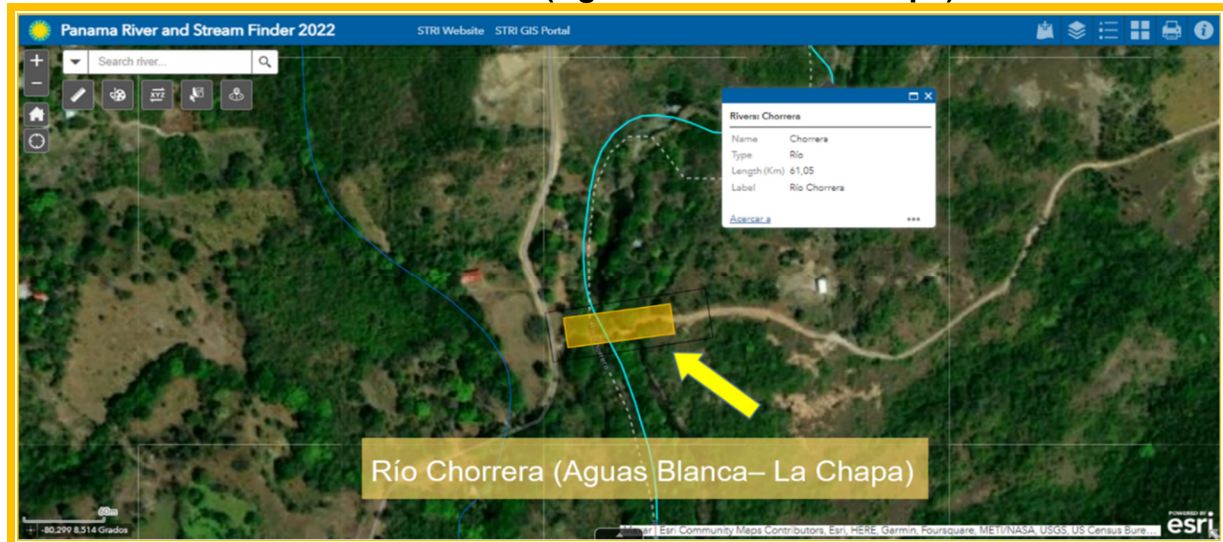 Panama River and Stream Finder 2022 STRI Website STRI GIS Portal
+ Search river...
−
XYZ
Rivers: Chorrera
Name Chorrera
Type Río
Length (Km) 61,05
Label Río Chorrera
Acercar a ...
Río Chorrera (Aguas Blanca– La Chapa)
60m
-80,299 8,514 Grados
Esri Community Maps Contributors, Esri, HERE, Garmin, Foursquare, METI/NASA, USGS, US Census Bure...
POWERED BY
esri